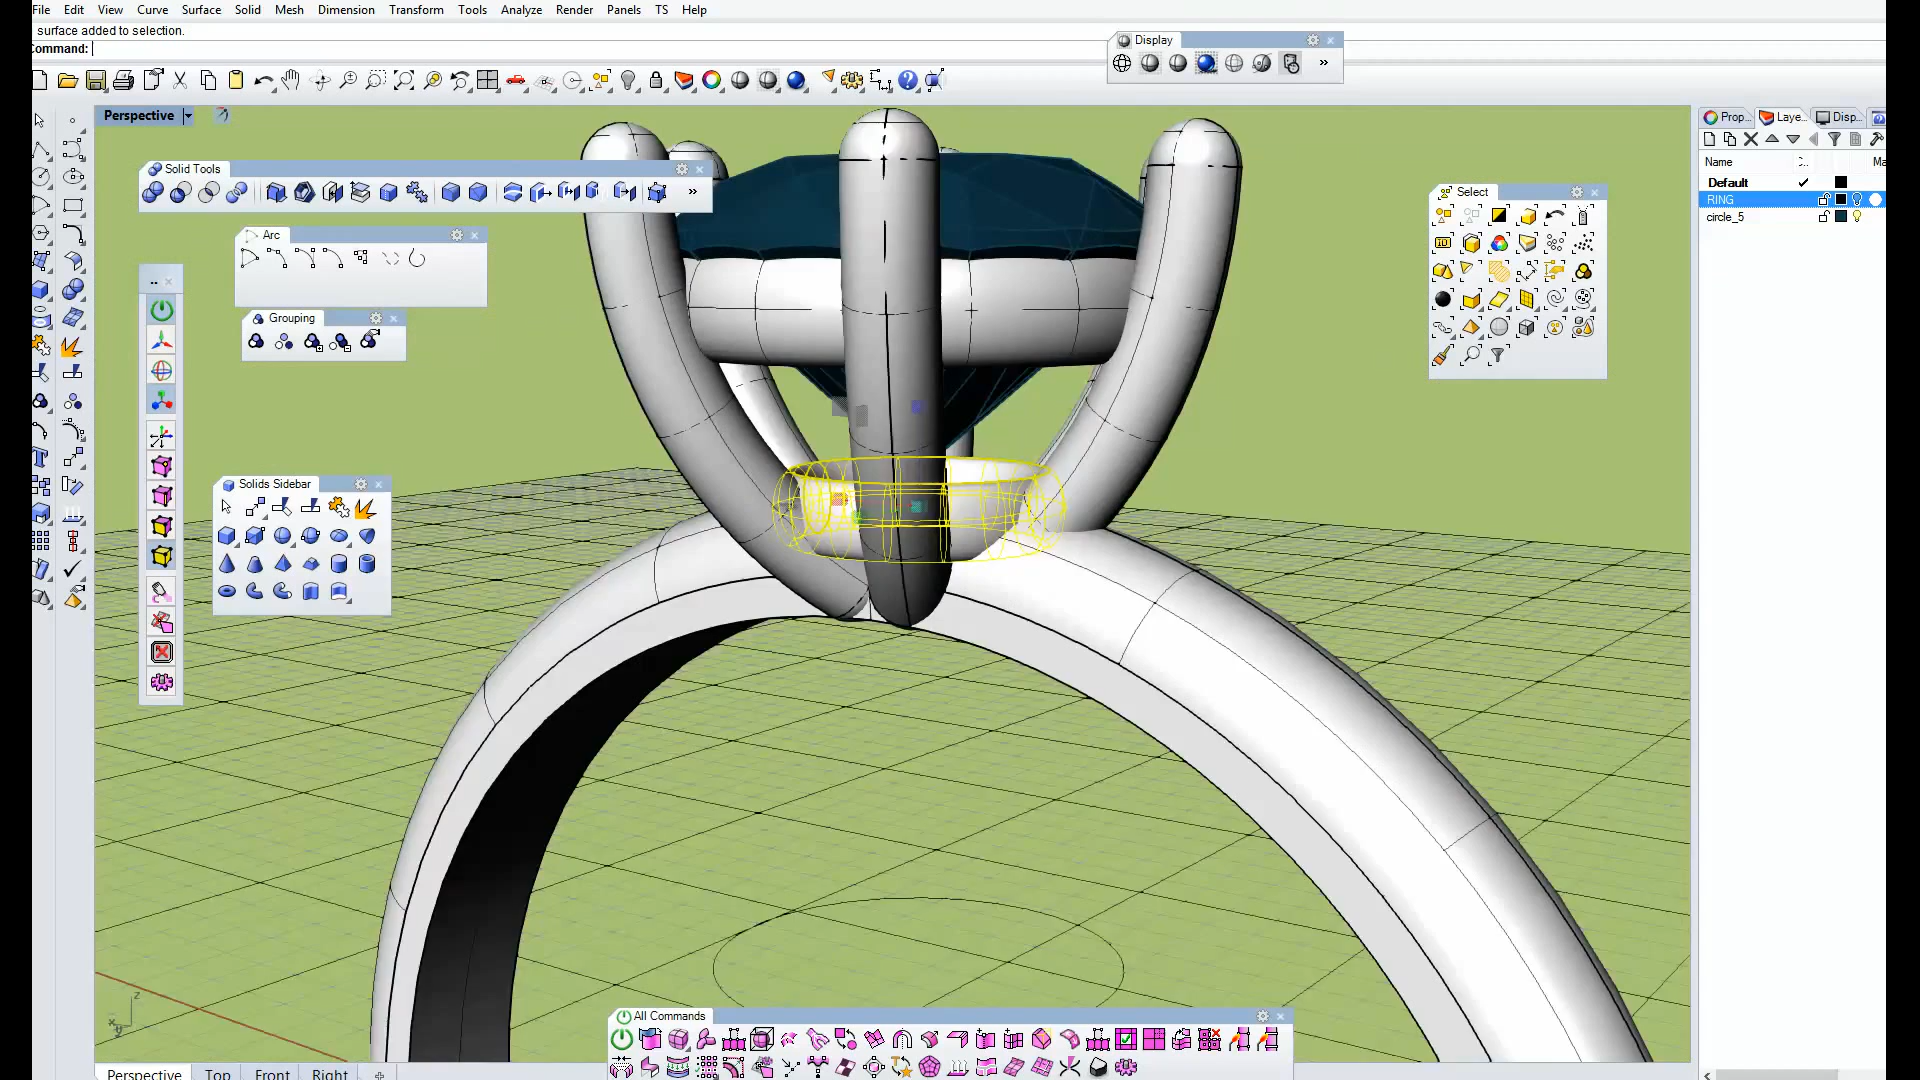 File Edit View Curve Surface Solid Mesh Dimension Transform Tools Analyze Render Panels TS Help
surface added to selection.
Command:
Display
Perspective
Prop... Laye... Disp...
Solid Tools
Name
Ma
Default
Select
RING
circle_5
Arc
Grouping
Solids Sidebar
z
x
y
All Commands
Perspective Top Front Right